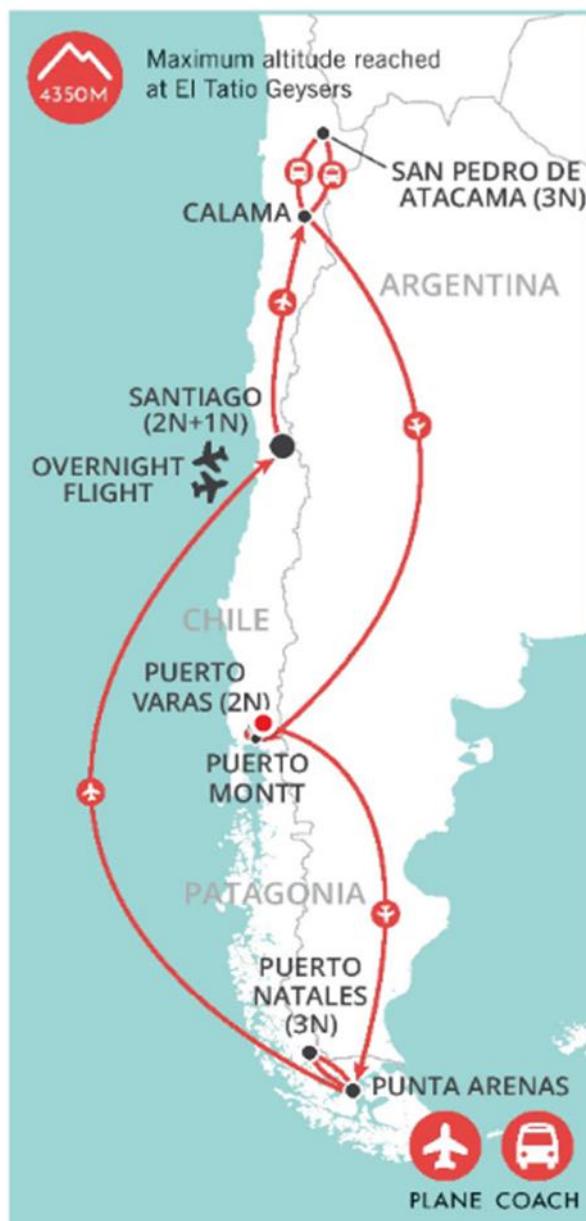 4350M
Maximum altitude reached
at El Tatio Geysers
SAN PEDRO DE
ATACAMA (3N)
CALAMA
ARGENTINA
SANTIAGO
(2N+1N)
OVERNIGHT
FLIGHT
CHILE
PUERTO
VARAS (2N)
PUERTO
MONTT
PATAGONIA
PUERTO
NATALES
(3N)
PUNTA ARENAS
PLANE COACH